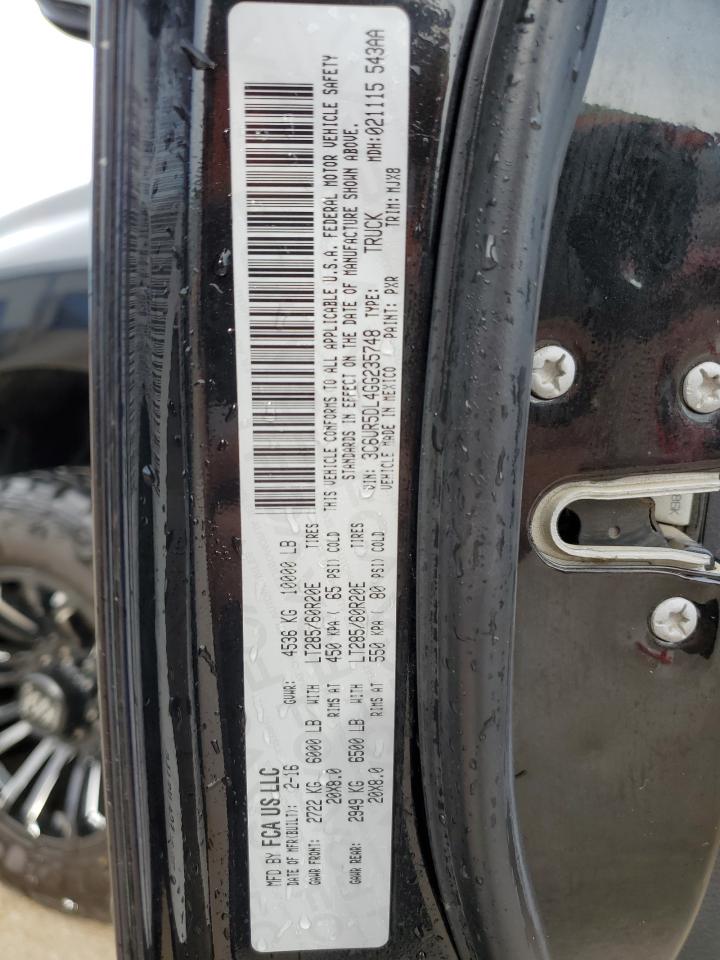 MFD BY FCA US LLC
DATE OF MFR(BUILT): 2-16 GVWR: 4536 KG 10000 LB
GAWR FRONT: 2722 KG 6000 LB WITH LT285/60R20E TIRES
20X8.0 RIMS AT 450 KPA ( 65 PSI) COLD
GAWR REAR: 2949 KG 6500 LB WITH LT285/60R20E TIRES
20X8.0 RIMS AT 550 KPA ( 80 PSI) COLD
THIS VEHICLE CONFORMS TO ALL APPLICABLE U.S.A. FEDERAL MOTOR VEHICLE SAFETY
STANDARDS IN EFFECT ON THE DATE OF MANUFACTURE SHOWN ABOVE.
VIN: 3C6UR5DL4GG235748 TYPE: TRUCK MDH:021115 543AA
VEHICLE MADE IN MEXICO PAINT: PXR TRIM: MJX8